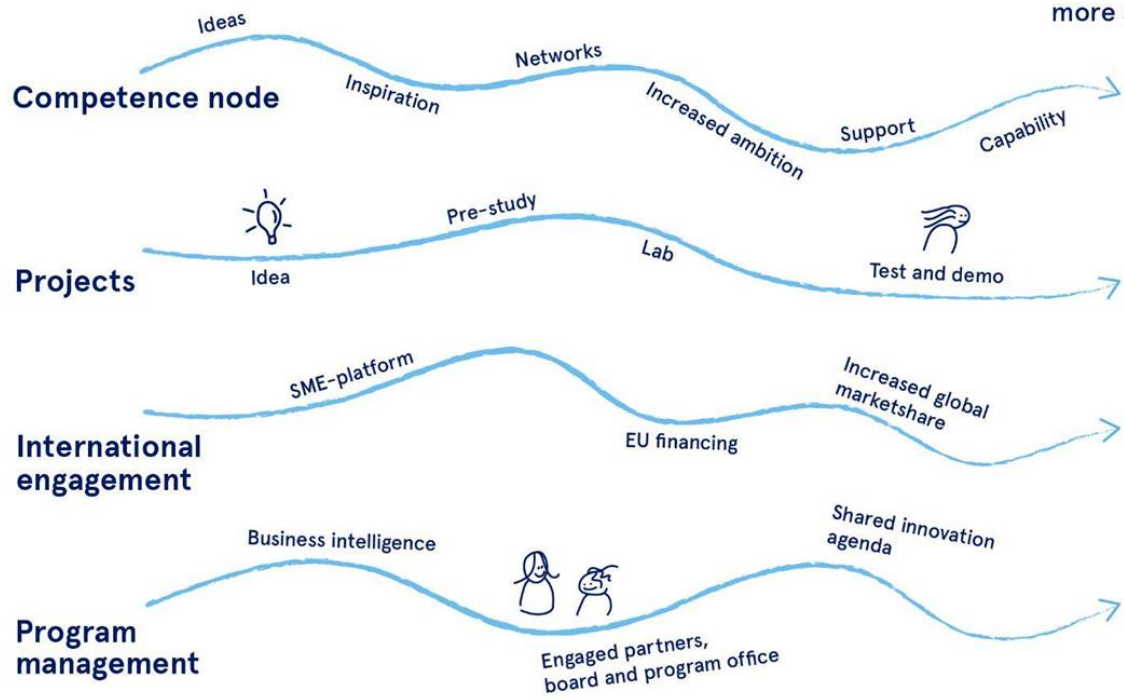 more
Ideas
Networks
Competence node
Inspiration
Increased ambition
Support
Capability
Pre-study
Projects
Idea
Lab
Test and demo
SME-platform
Increased global
marketshare
International
engagement
EU financing
Business intelligence
Shared innovation
agenda
Program
management
Engaged partners,
board and program office